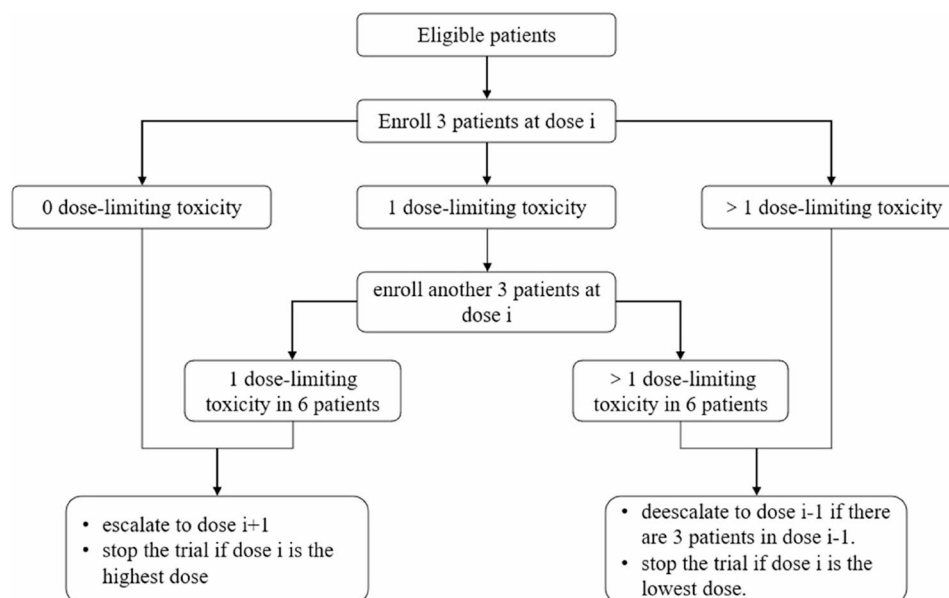 Eligible patients
Enroll 3 patients at dose i
0 dose-limiting toxicity
1 dose-limiting toxicity
> 1 dose-limiting toxicity
enroll another 3 patients at
dose i
1 dose-limiting
toxicity in 6 patients
> 1 dose-limiting
toxicity in 6 patients
• escalate to dose i+1
• stop the trial if dose i is the
highest dose
• deescalate to dose i-1 if there
are 3 patients in dose i-1.
• stop the trial if dose i is the
lowest dose.